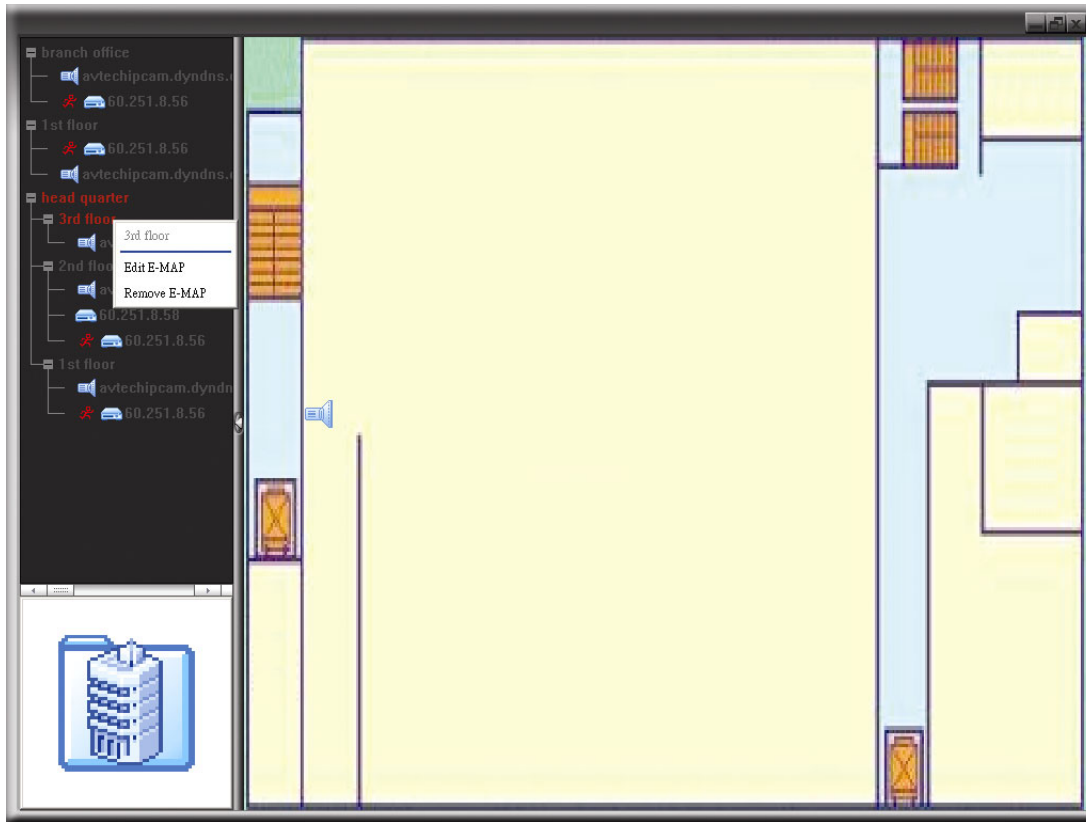 branch office
avtechipcam.dyndns.
60.251.8.56
1st floor
60.251.8.56
avtechipcam.dyndns.
head quarter
3rd floor
3rd floor
Edit E-MAP
Remove E-MAP
2nd floo
60.251.8.58
60.251.8.56
1st floor
avtechipcam.dyndn
60.251.8.56